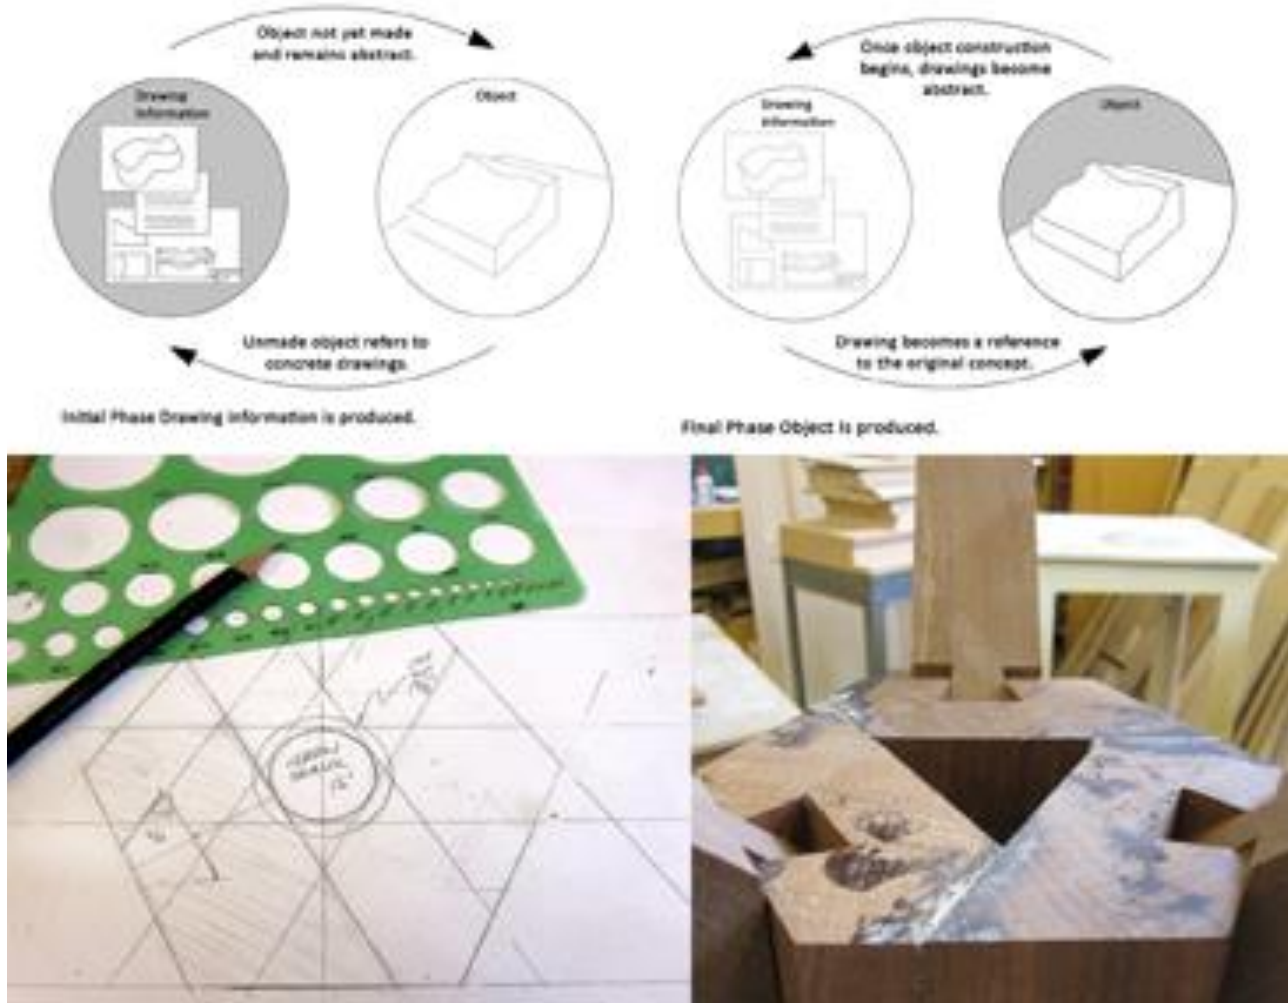 Object not yet made
and remains abstract.
Drawing
Information
Object
Unmade object refers to
concrete drawings.
Initial Phase Drawing information is produced.
Once object construction
begins, drawings become
abstract.
Drawing
Information
Object
Drawing becomes a reference
to the original concept.
Final Phase Object is produced.